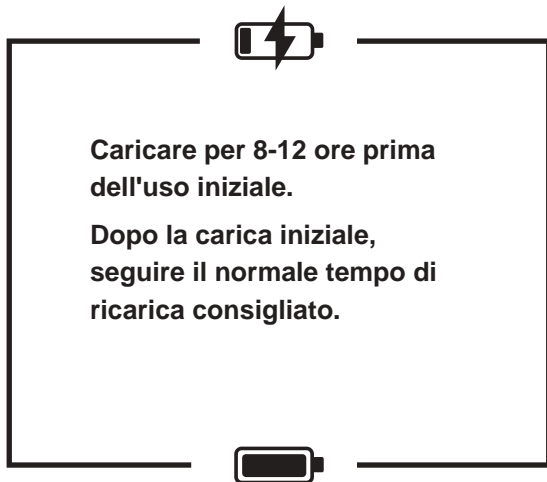 Caricare per 8-12 ore prima
dell'uso iniziale.
Dopo la carica iniziale,
seguire il normale tempo di
ricarica consigliato.